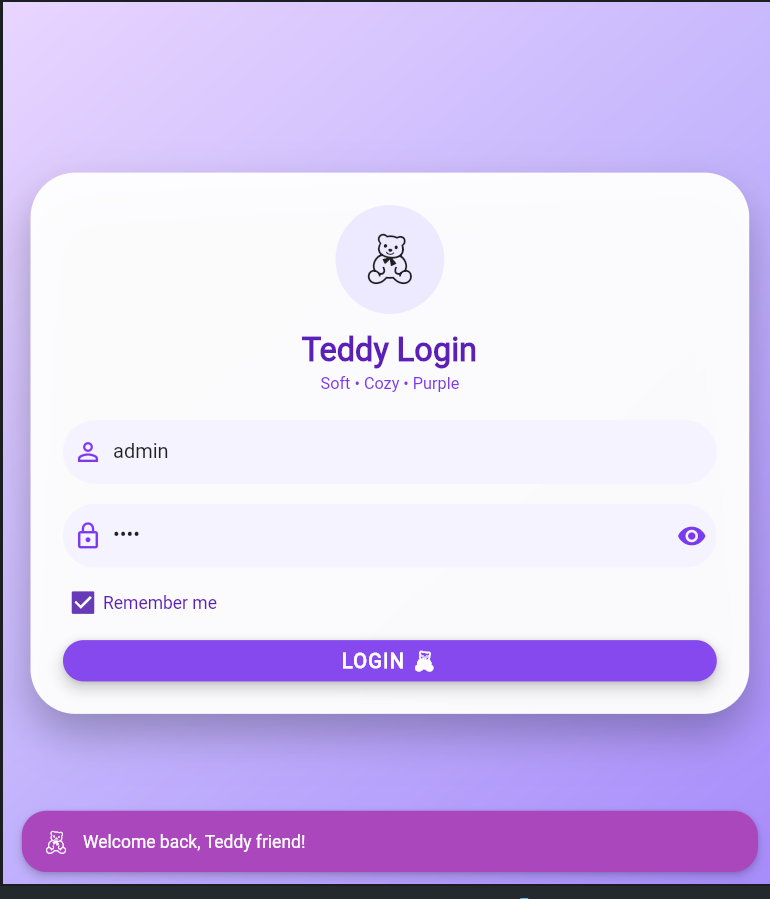 Teddy Login
Soft • Cozy • Purple
admin
••••
Remember me
LOGIN
Welcome back, Teddy friend!